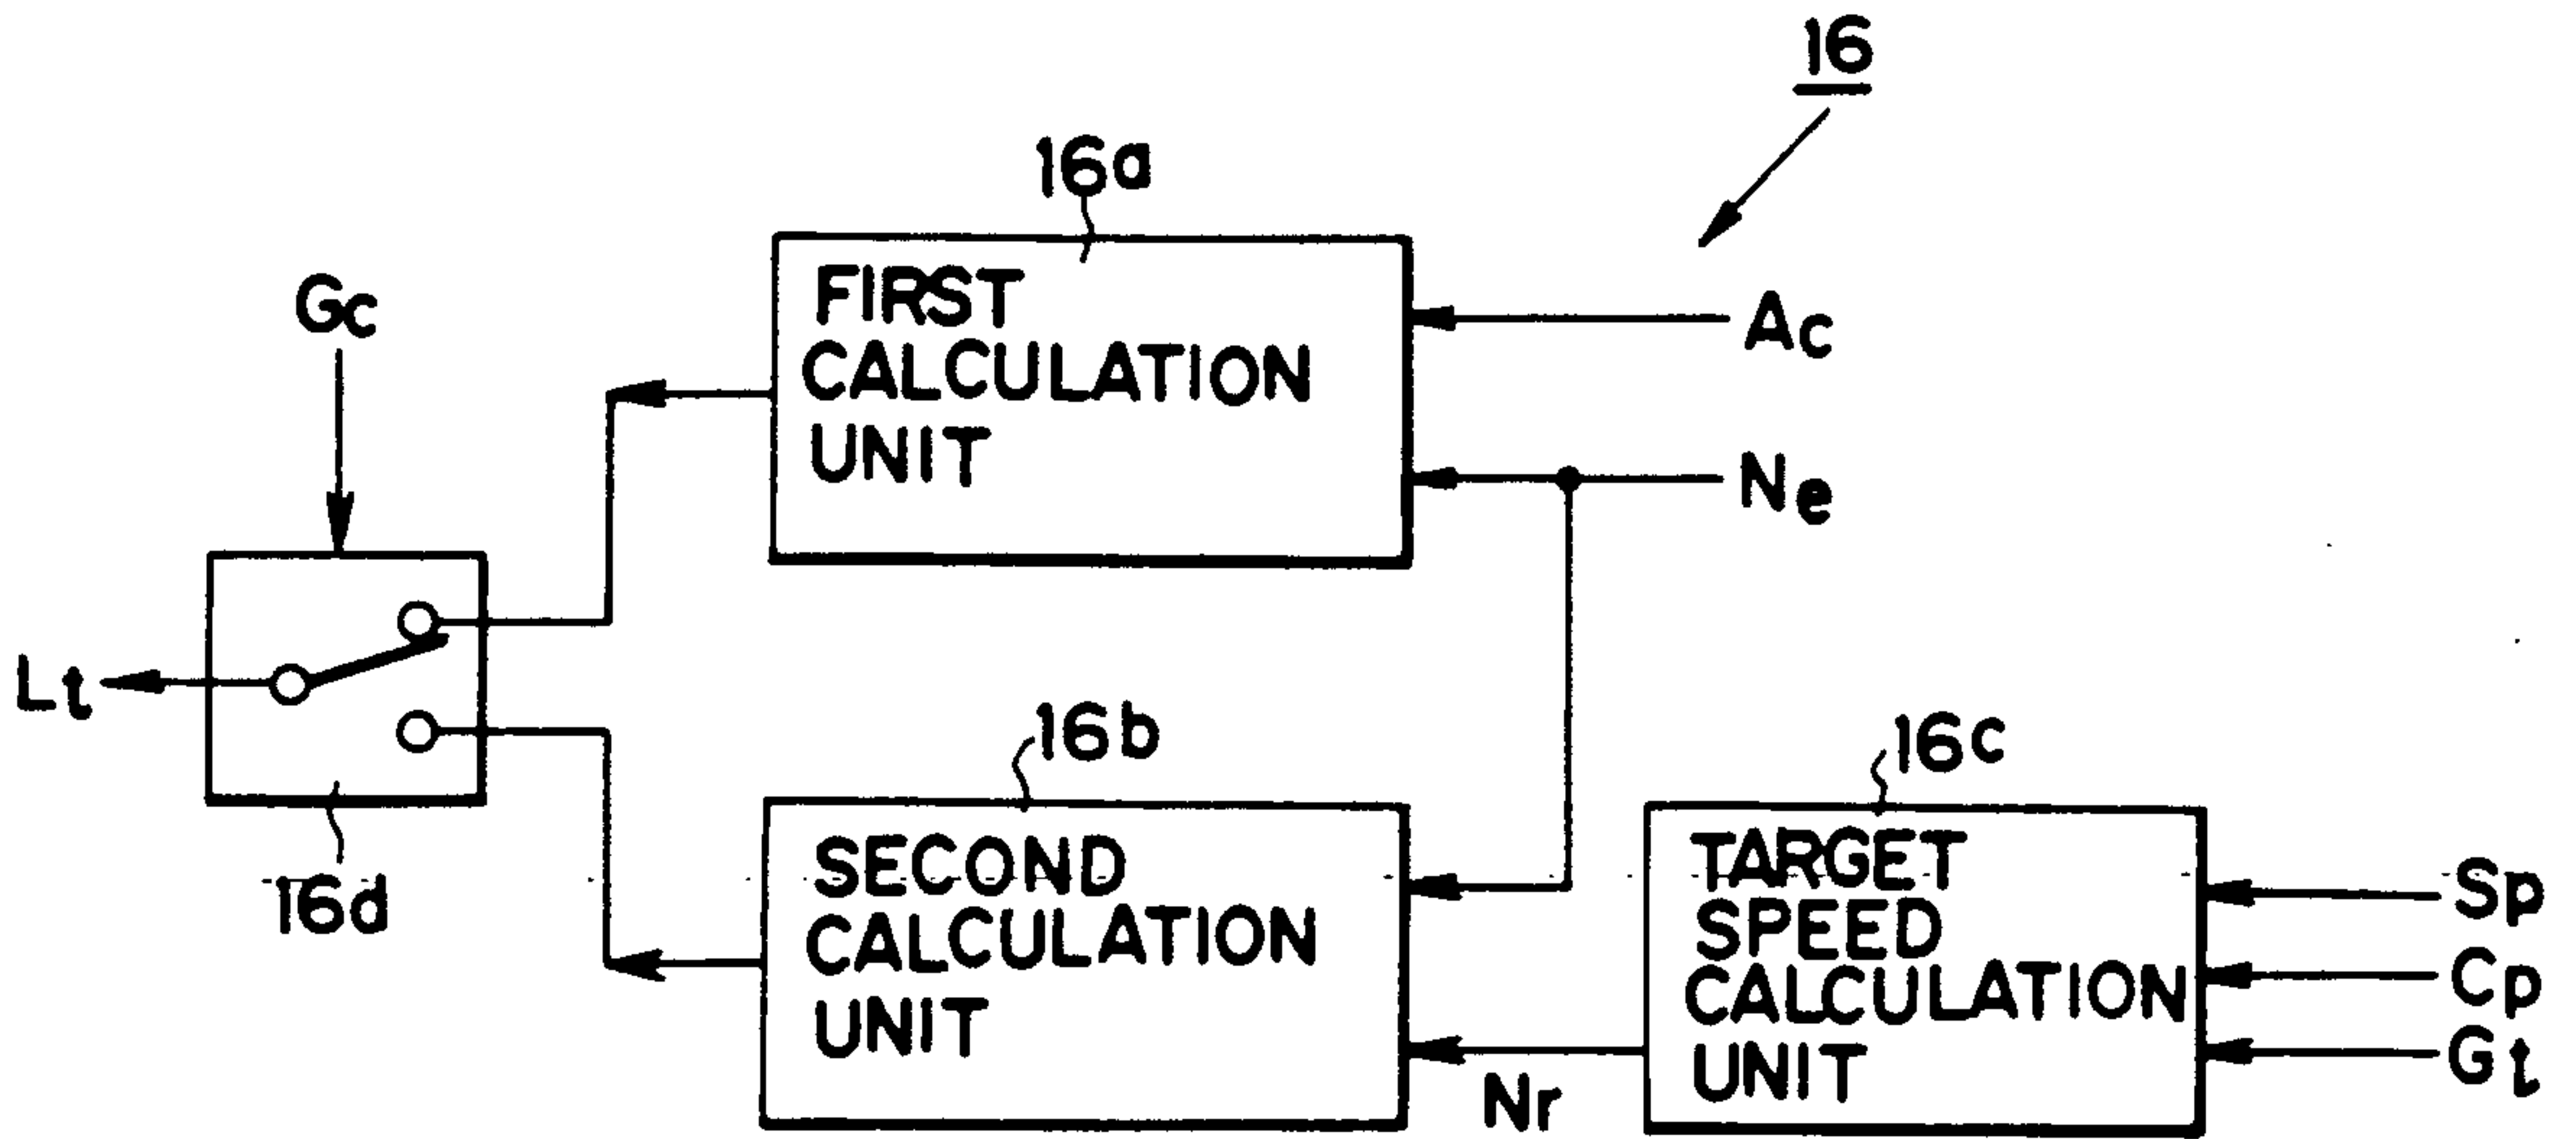 16
16a
FIRST
CALCULATION
UNIT
Gc
Ac
Ne
Lt
16d
16b
SECOND
CALCULATION
UNIT
16c
TARGET
SPEED
CALCULATION
UNIT
Sp
Cp
Gt
Nr